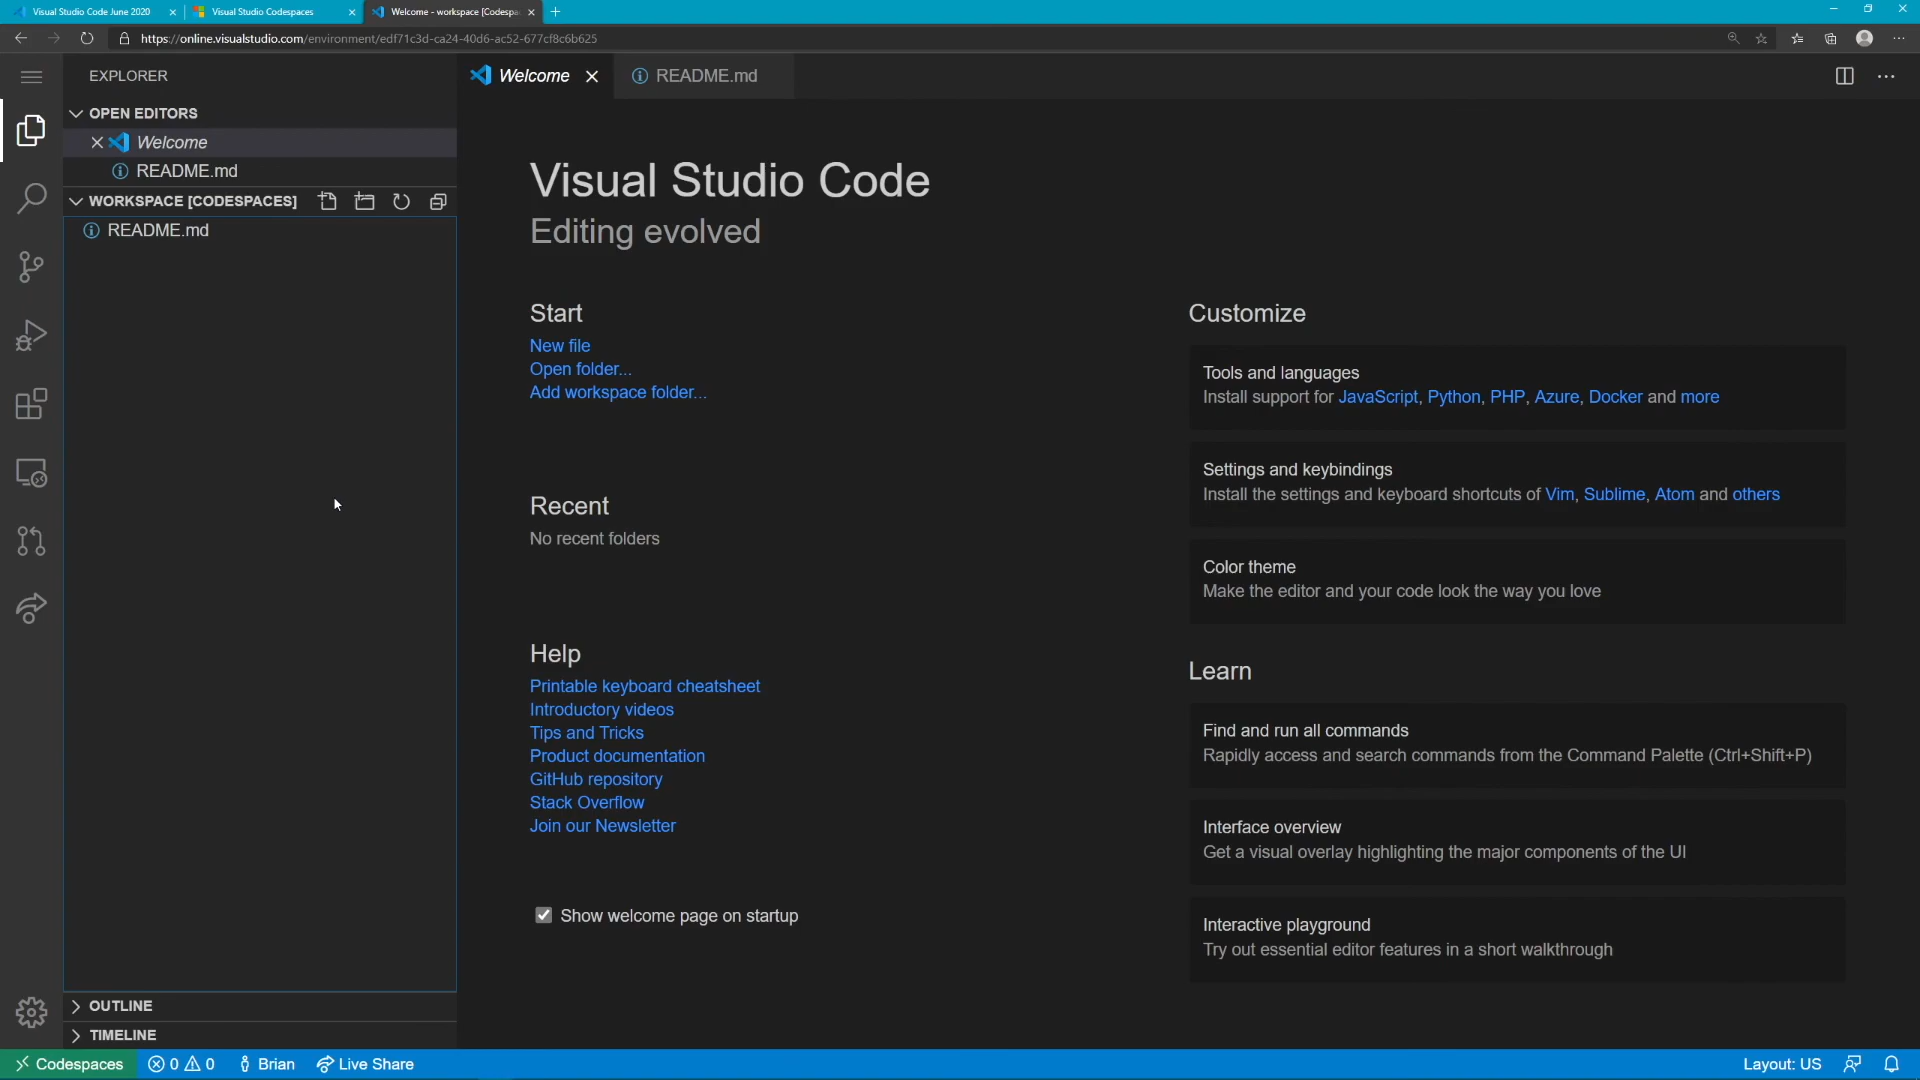 Visual Studio Code June 2020
Visual Studio Codespaces
Welcome - workspace [Codespa
https://online.visualstudio.com/environment/edf71c3d-ca24-40d6-ac52-677cf8c6b625
EXPLORER
OPEN EDITORS
Welcome
README.md
WORKSPACE [CODESPACES]
README.md
OUTLINE
TIMELINE
Welcome
README.md
Visual Studio Code
Editing evolved
Start
New file
Open folder...
Add workspace folder...
Recent
No recent folders
Help
Printable keyboard cheatsheet
Introductory videos
Tips and Tricks
Product documentation
GitHub repository
Stack Overflow
Join our Newsletter
Show welcome page on startup
Customize
Tools and languages
Install support for JavaScript, Python, PHP, Azure, Docker and more
Settings and keybindings
Install the settings and keyboard shortcuts of Vim, Sublime, Atom and others
Color theme
Make the editor and your code look the way you love
Learn
Find and run all commands
Rapidly access and search commands from the Command Palette (Ctrl+Shift+P)
Interface overview
Get a visual overlay highlighting the major components of the UI
Interactive playground
Try out essential editor features in a short walkthrough
Codespaces
0
0
Brian
Live Share
Layout: US